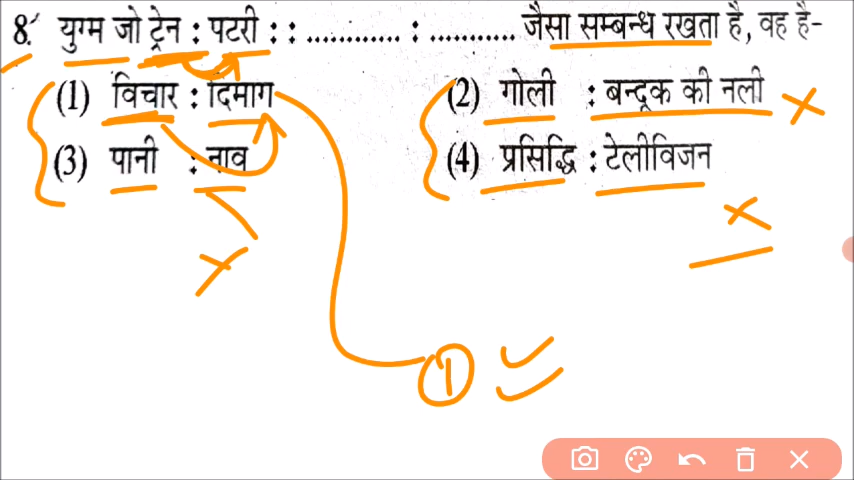 8. युग्म जो ट्रेन : पटरी : : ............. : ............ जैसा सम्बन्ध रखता है, वह है-
(1) विचार : दिमाग (2) गोली : बन्दूक की नली
(3) पानी : नाव (4) प्रसिद्धि : टेलीविजन
1